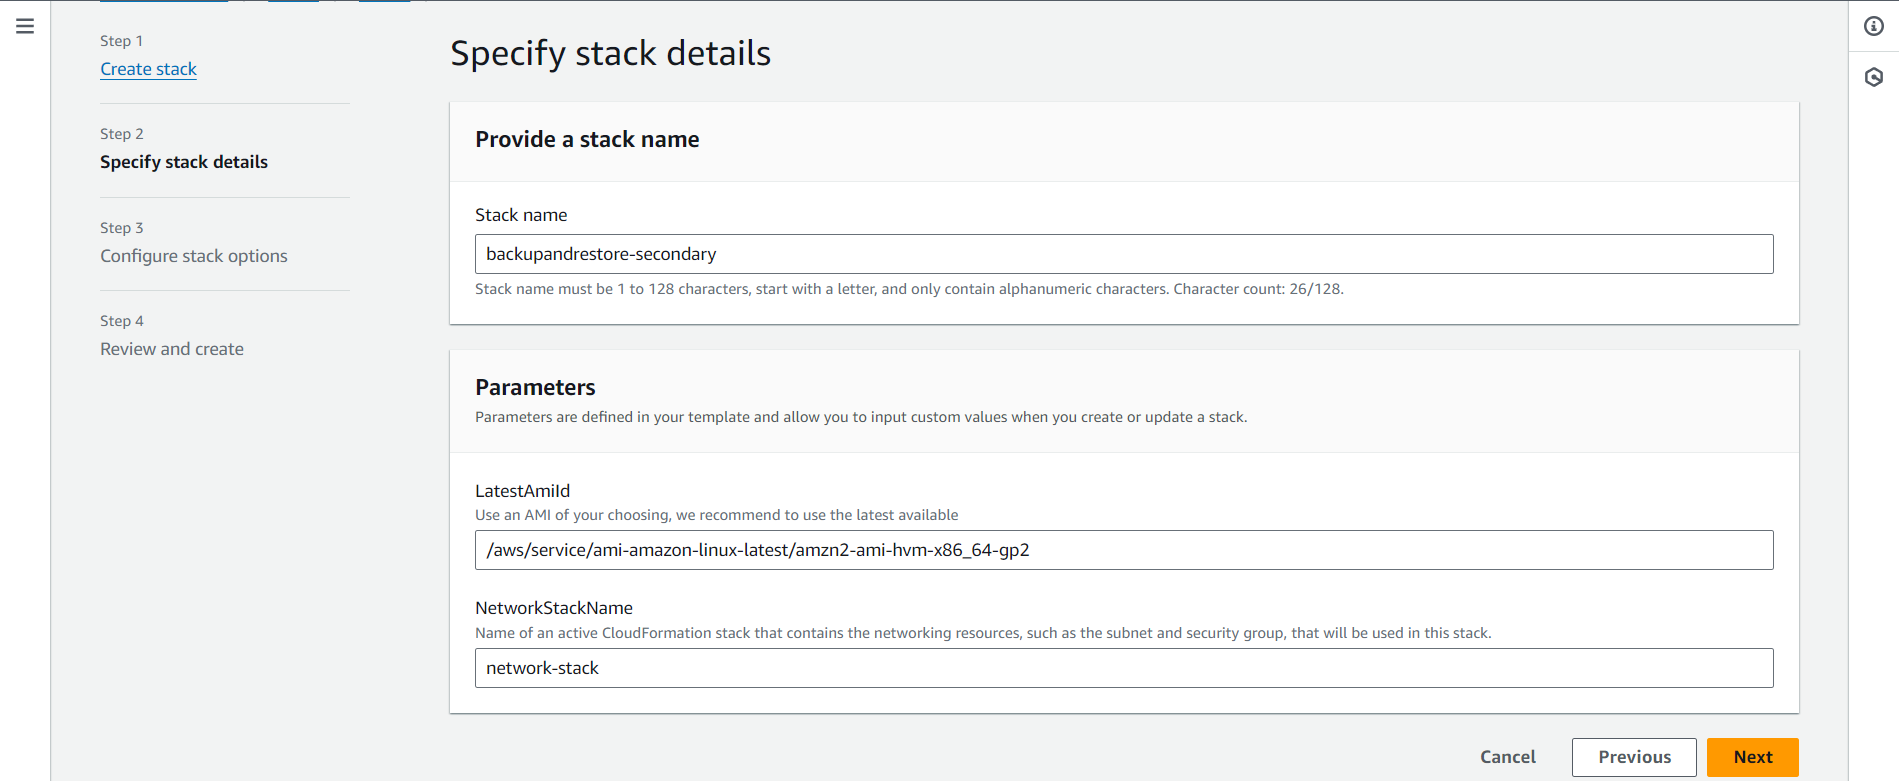 Step 1
Create stack
Step 2
Specify stack details
Step 3
Configure stack options
Step 4
Review and create
Specify stack details
Provide a stack name
Stack name
backupandrestore-secondary
Stack name must be 1 to 128 characters, start with a letter, and only contain alphanumeric characters. Character count: 26/128.
Parameters
Parameters are defined in your template and allow you to input custom values when you create or update a stack.
LatestAmiId
Use an AMI of your choosing, we recommend to use the latest available
/aws/service/ami-amazon-linux-latest/amzn2-ami-hvm-x86_64-gp2
NetworkStackName
Name of an active CloudFormation stack that contains the networking resources, such as the subnet and security group, that will be used in this stack.
network-stack
Cancel
Previous
Next